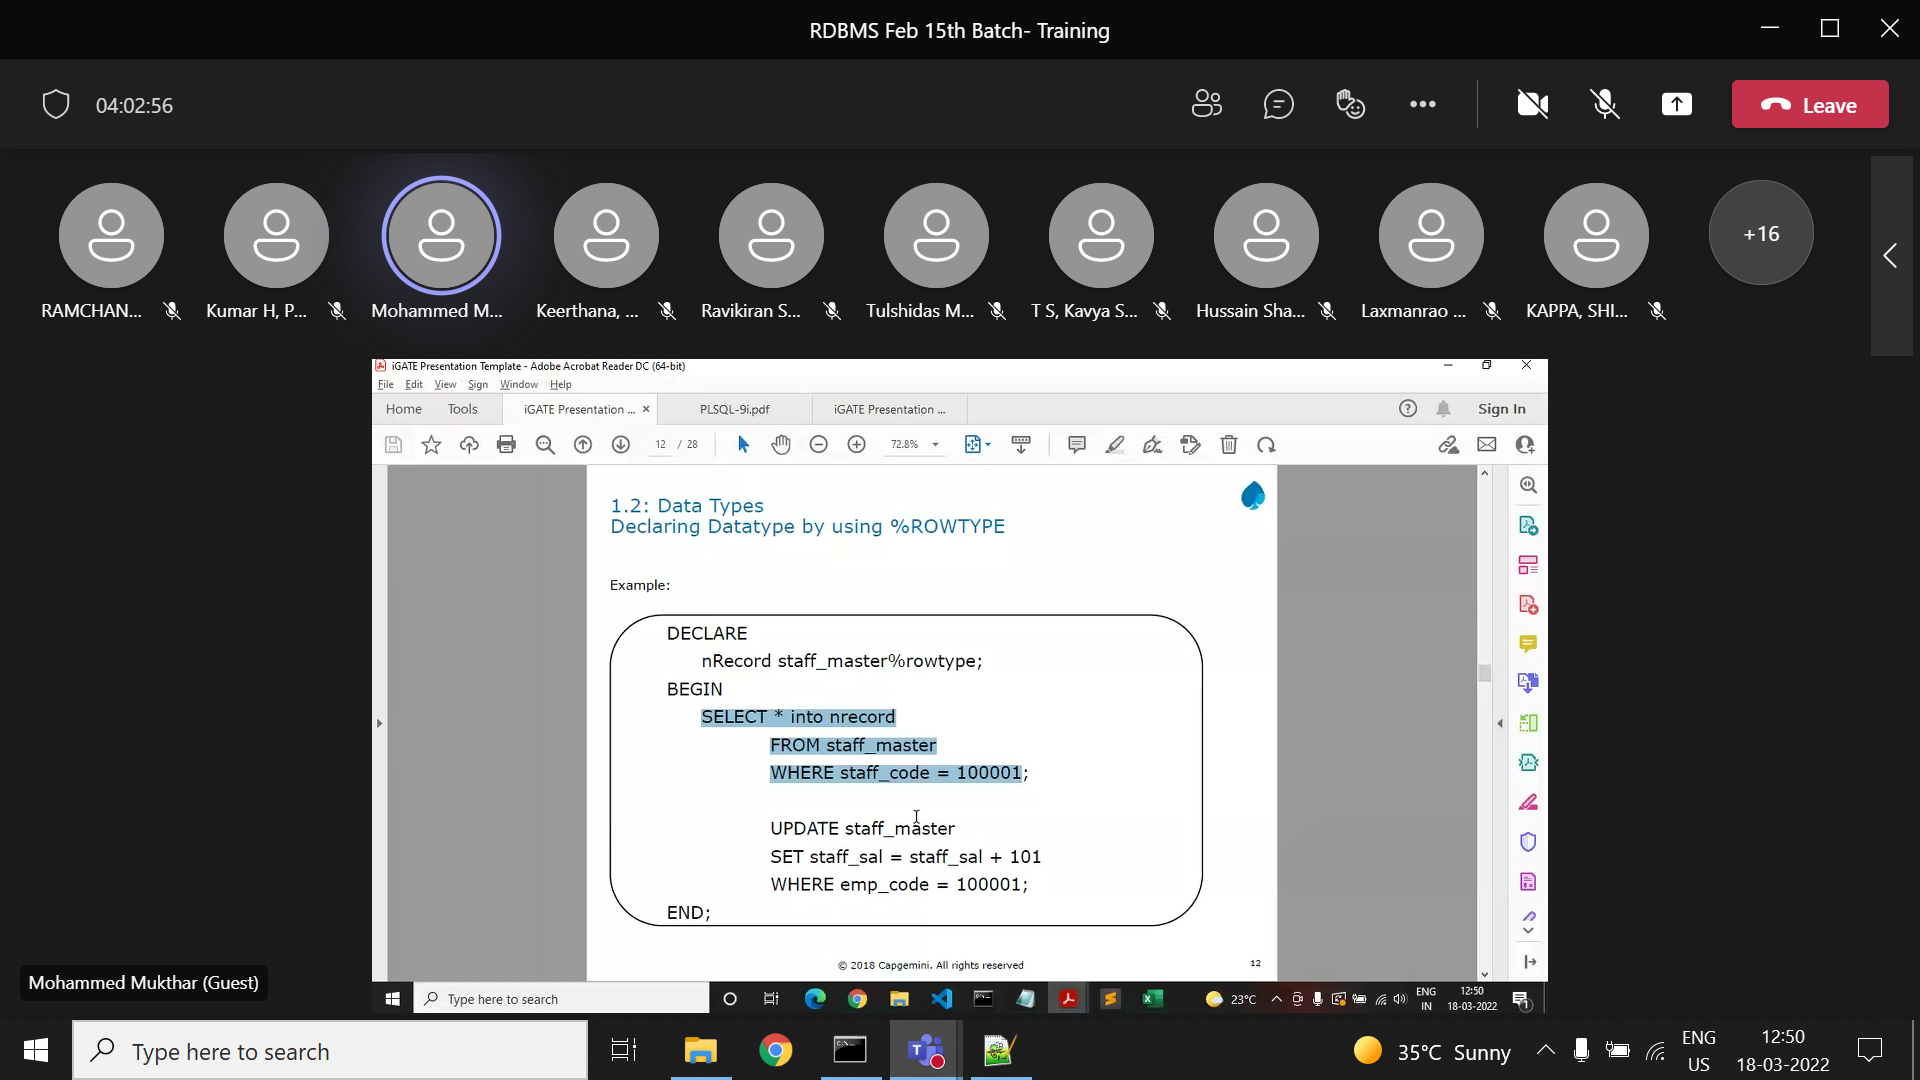 RDBMS Feb 15th Batch- Training
04:02:56
Leave
RAMCHAN...
Kumar H, P...
Mohammed M...
Keerthana, ...
Ravikiran S...
Tulshidas M...
T S, Kavya S...
Hussain Sha...
Laxmanrao ...
KAPPA, SHI...
+16
iGATE Presentation Template - Adobe Acrobat Reader DC (64-bit)
File Edit View Sign Window Help
Home Tools iGATE Presentation ... × PLSQL-9i.pdf iGATE Presentation ... Sign In
12 / 28 72.8%
1.2: Data Types
Declaring Datatype by using %ROWTYPE
Example:
DECLARE
nRecord staff_master%rowtype;
BEGIN
SELECT * into nrecord
FROM staff_master
WHERE staff_code = 100001;
UPDATE staff_master
SET staff_sal = staff_sal + 101
WHERE emp_code = 100001;
END;
© 2018 Capgemini. All rights reserved
12
Mohammed Mukthar (Guest)
Type here to search
23°C
ENG
IN
12:50
18-03-2022
1
Type here to search
35°C Sunny
ENG
US
12:50
18-03-2022